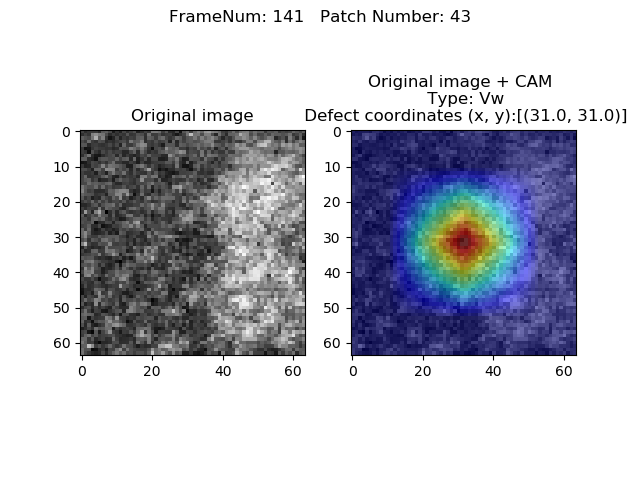 FrameNum: 141   Patch Number: 43
Original image
0
10
20
30
40
50
60
0 20 40 60
Original image + CAM
Type: Vw
Defect coordinates (x, y):[(31.0, 31.0)]
0
10
20
30
40
50
60
0 20 40 60